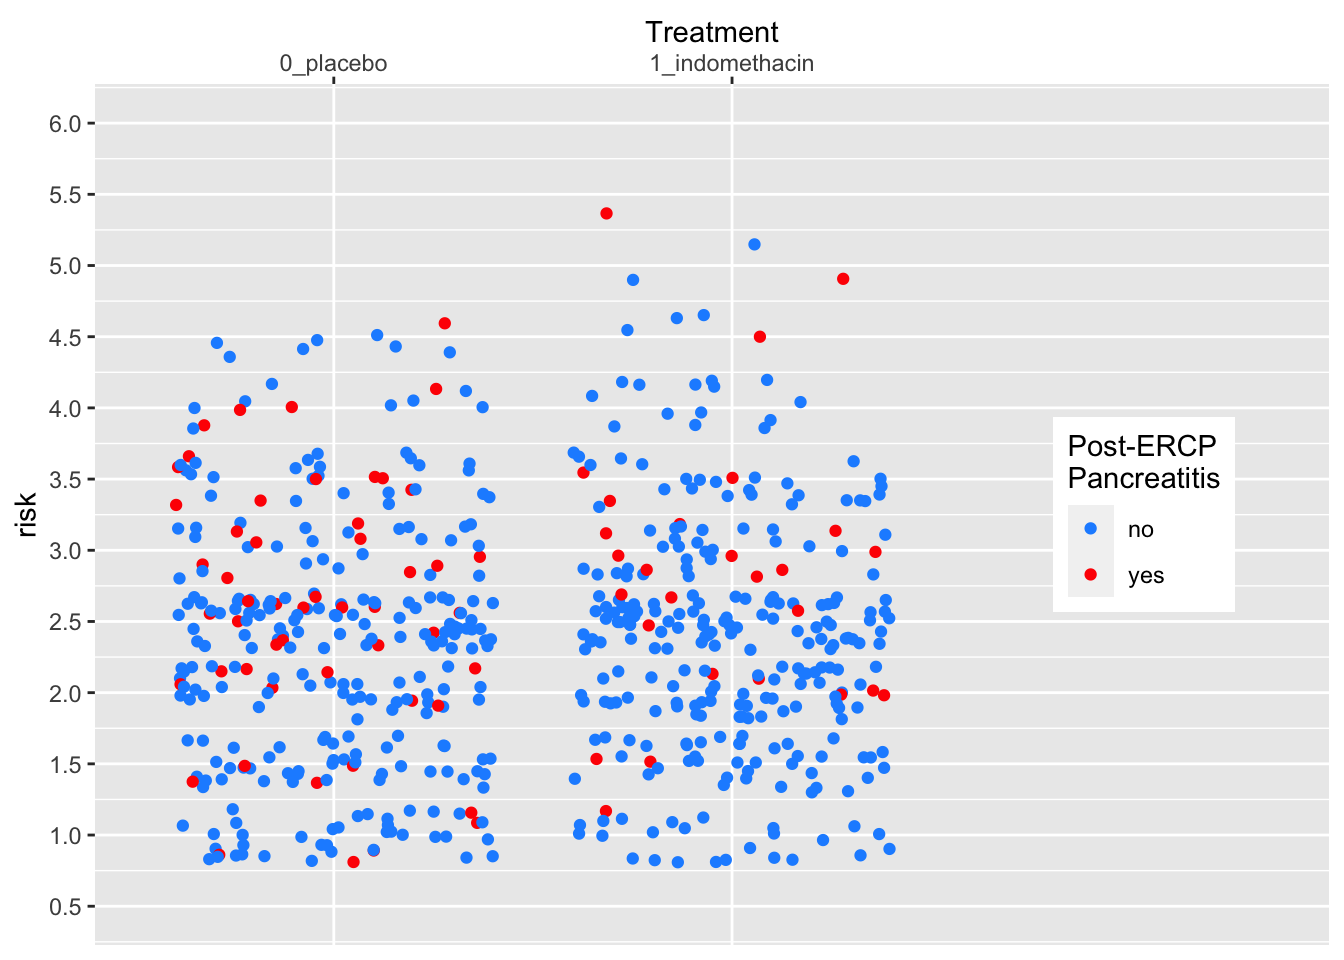 Treatment
0_placebo
1_indomethacin
6.0
5.5
5.0
4.5
4.0
3.5
3.0
2.5
2.0
1.5
1.0
0.5
risk
Post-ERCP
Pancreatitis
no
yes